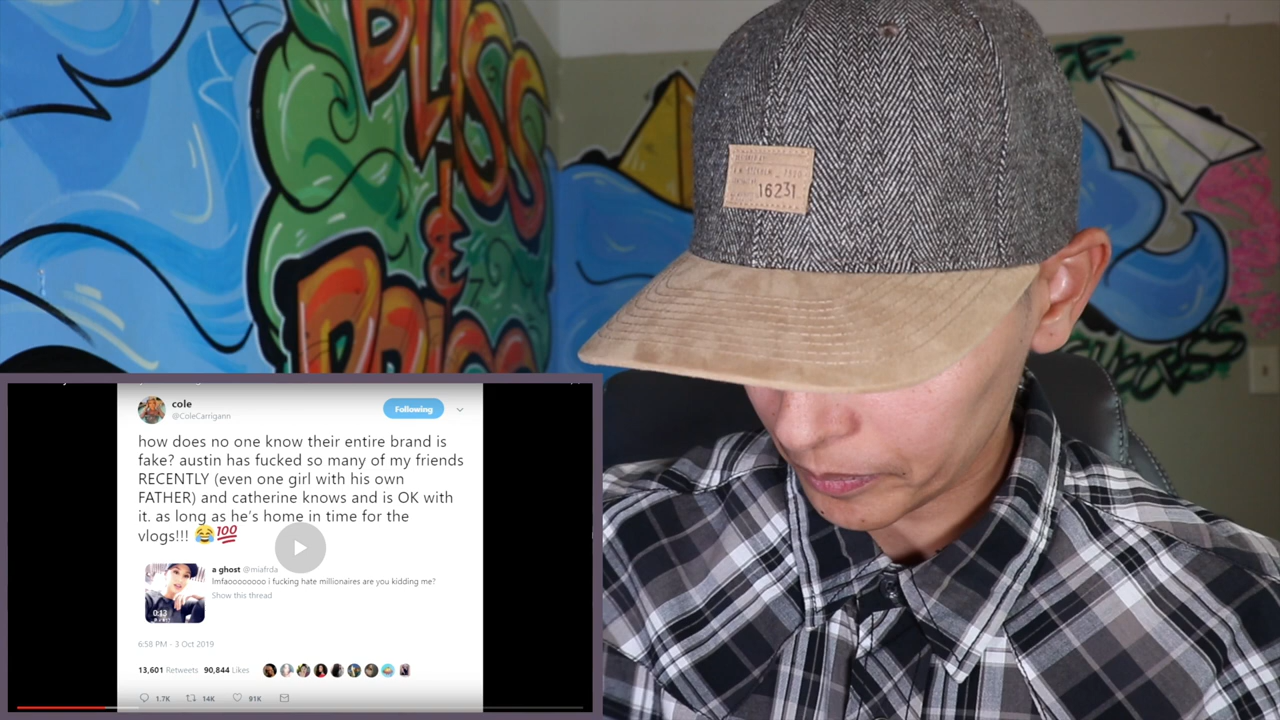 BLISS
&
16231
cole
@ColeCarrigann
Following
how does no one know their entire brand is
fake? austin has fucked so many of my friends
RECENTLY (even one girl with his own
FATHER) and catherine knows and is OK with
it. as long as he's home in time for the
vlogs!!! 😂💯
a ghost @miafrda
lmfaoooooooo i fucking hate millionaires are you kidding me?
Show this thread
0:13
6:58 PM - 3 Oct 2019
13,601 Retweets 90,844 Likes
1.7K 14K 91K